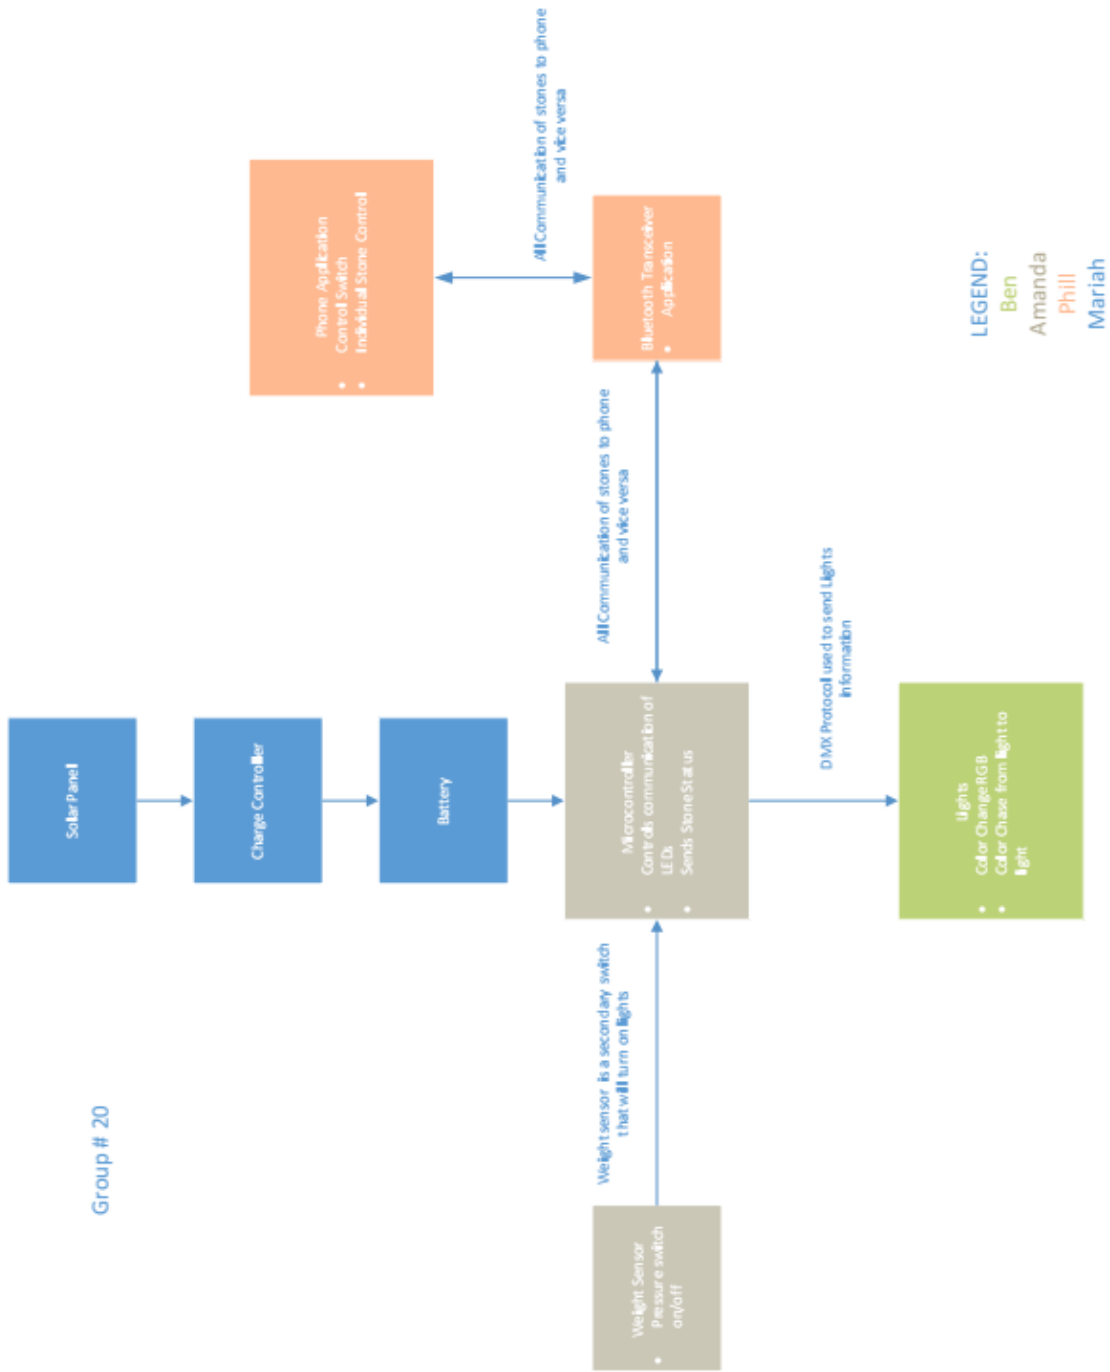 Group # 20
Solar Panel
Charge Controller
Battery
Phone Application
• Control Switch
• Individual Stone Control
All Communication of stones to phone
and vice versa
Weight Sensor
• Pressure switch
on/off
Weight sensor is a secondary switch
that will turn on lights
Microcontroller
• Controls communication of
LEDs
• Sends Stone Status
All Communication of stones to phone
and vice versa
Bluetooth Transceiver
• Application
DMX Protocol used to send Lights
information
Lights
• Color Change RGB
• Color Chase from light to
light
LEGEND:
Ben
Amanda
Phill
Mariah